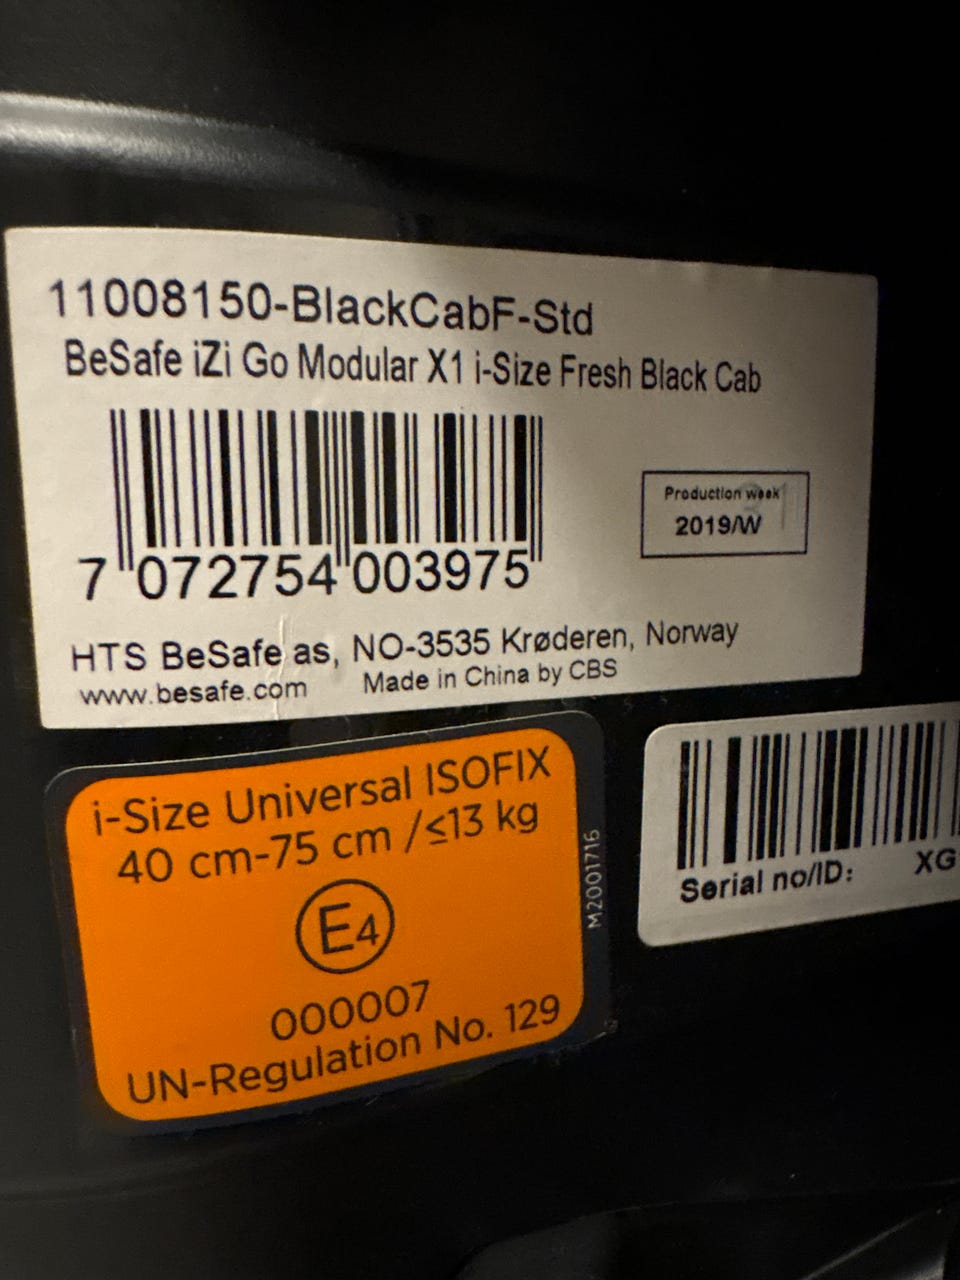 11008150-BlackCabF-Std
BeSafe iZi Go Modular X1 i-Size Fresh Black Cab
7 072754 003975
Production week
2019/W
HTS BeSafe as, NO-3535 Krøderen, Norway
www.besafe.com Made in China by CBS
i-Size Universal ISOFIX
40 cm-75 cm /≤13 kg
E4
000007
UN-Regulation No. 129
M2001716
Serial no/ID: XG